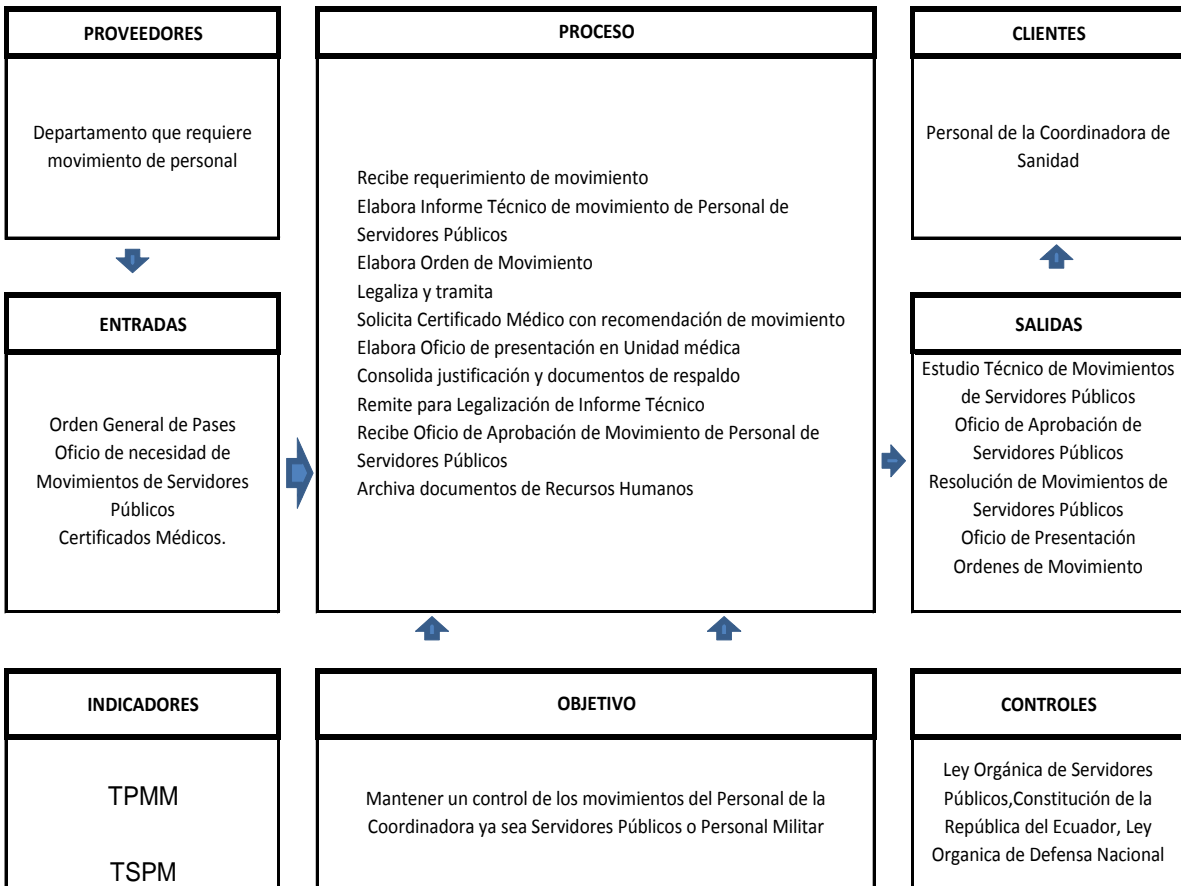 PROVEEDORES
Departamento que requiere
movimiento de personal
PROCESO
Recibe requerimiento de movimiento
Elabora Informe Técnico de movimiento de Personal de
Servidores Públicos
Elabora Orden de Movimiento
Legaliza y tramita
Solicita Certificado Médico con recomendación de movimiento
Elabora Oficio de presentación en Unidad médica
Consolida justificación y documentos de respaldo
Remite para Legalización de Informe Técnico
Recibe Oficio de Aprobación de Movimiento de Personal de
Servidores Públicos
Archiva documentos de Recursos Humanos
CLIENTES
Personal de la Coordinadora de
Sanidad
ENTRADAS
Orden General de Pases
Oficio de necesidad de
Movimientos de Servidores
Públicos
Certificados Médicos.
SALIDAS
Estudio Técnico de Movimientos
de Servidores Públicos
Oficio de Aprobación de
Servidores Públicos
Resolución de Movimientos de
Servidores Públicos
Oficio de Presentación
Ordenes de Movimiento
INDICADORES
TPMM
TSPM
OBJETIVO
Mantener un control de los movimientos del Personal de la
Coordinadora ya sea Servidores Públicos o Personal Militar
CONTROLES
Ley Orgánica de Servidores
Públicos,Constitución de la
República del Ecuador, Ley
Organica de Defensa Nacional